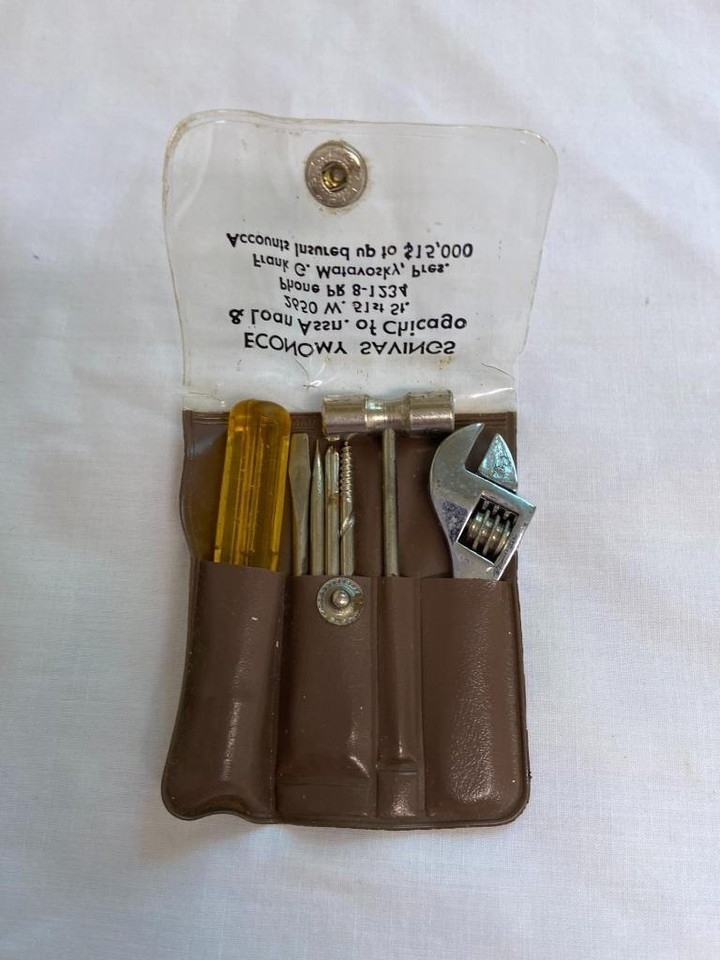 ECONOMY SAVINGS
& Loan Assn. of Chicago
2650 W. 51st St.
Phone PR 8-1234
Frank G. Matavosky, Pres.
Accounts Insured up to $15,000